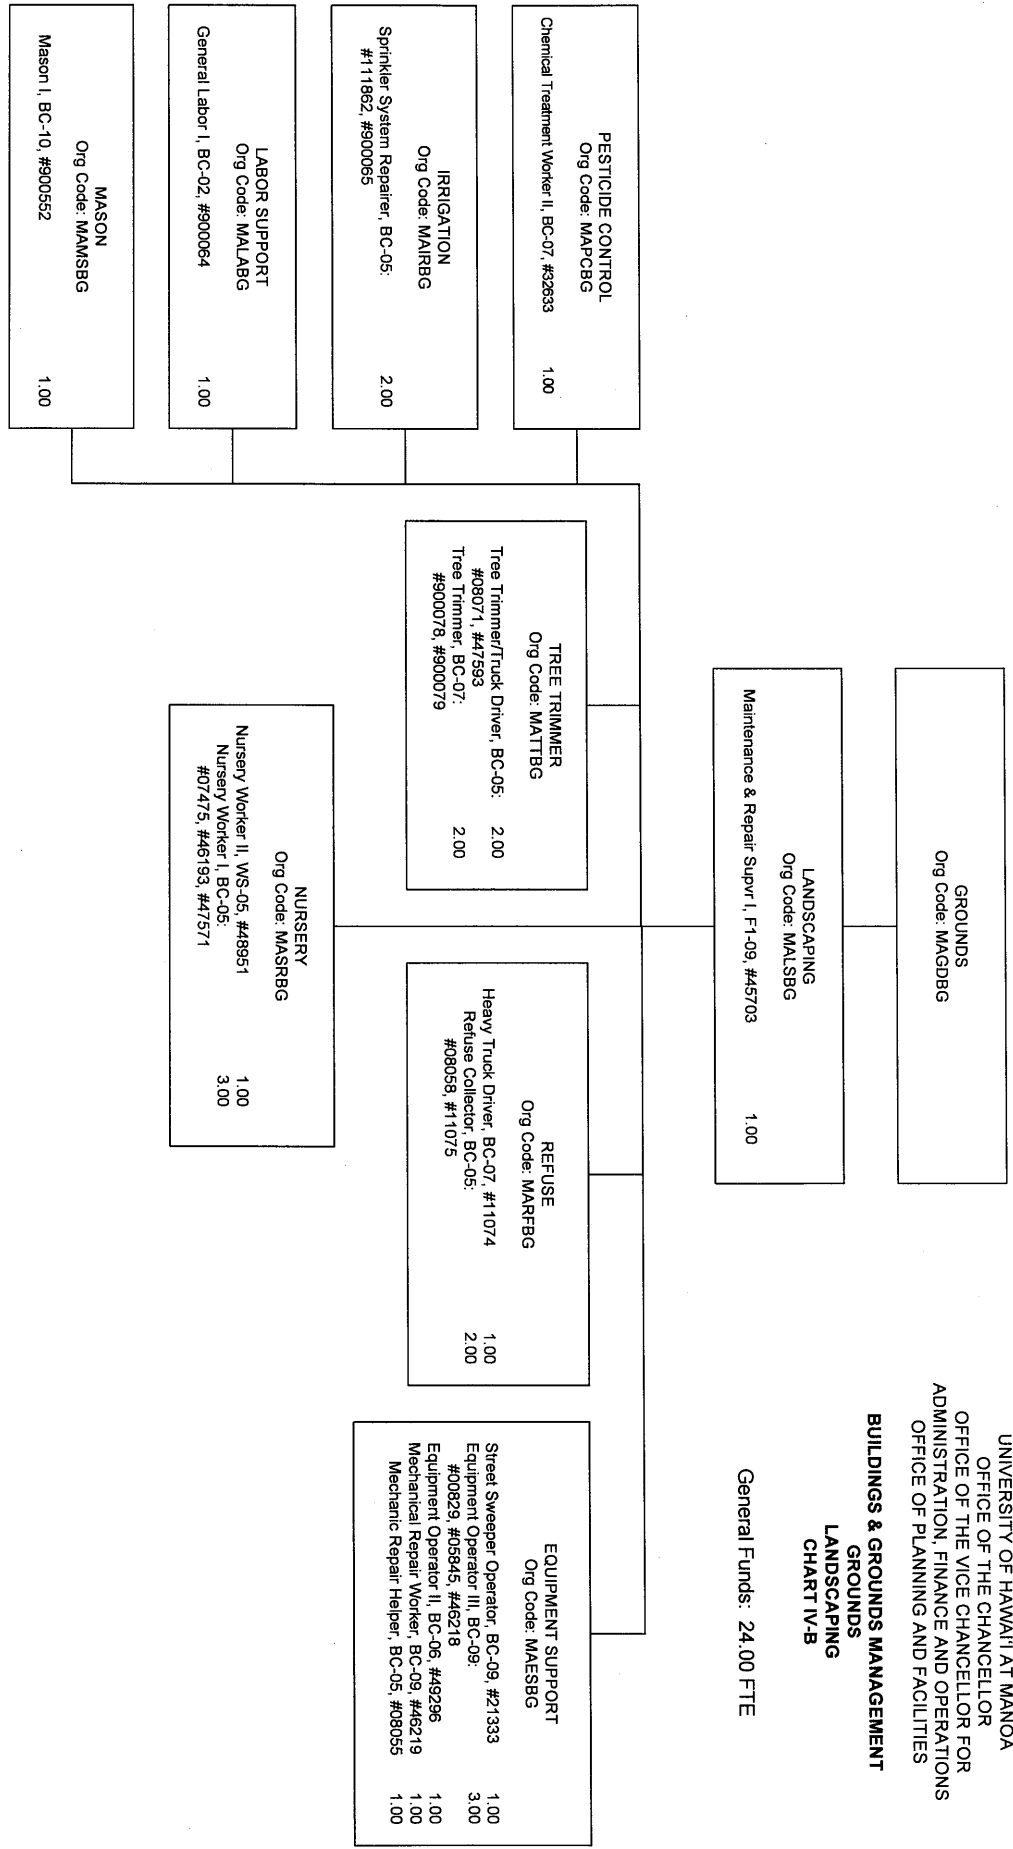 UNIVERSITY OF HAWAI'I AT MANOA
OFFICE OF THE CHANCELLOR
OFFICE OF THE VICE CHANCELLOR FOR
ADMINISTRATION, FINANCE AND OPERATIONS
OFFICE OF PLANNING AND FACILITIES
BUILDINGS & GROUNDS MANAGEMENT
GROUNDS
LANDSCAPING
CHART IV-B
General Funds: 24.00 FTE
GROUNDS
Org Code: MAGDBG
LANDSCAPING
Org Code: MALSBG
Maintenance & Repair Supvr I, F1-09, #45703 1.00
PESTICIDE CONTROL
Org Code: MAPCBG
Chemical Treatment Worker II, BC-07, #32633 1.00
IRRIGATION
Org Code: MAIRBG
Sprinkler System Repairer, BC-05:
#111862, #900065 2.00
LABOR SUPPORT
Org Code: MALABG
General Labor I, BC-02, #900064 1.00
MASON
Org Code: MAMSBG
Mason I, BC-10, #900552 1.00
TREE TRIMMER
Org Code: MATTBG
Tree Trimmer/Truck Driver, BC-05: 2.00
#08071, #47593
Tree Trimmer, BC-07: 2.00
#900078, #900079
NURSERY
Org Code: MASRBG
Nursery Worker II, WS-05, #48951 1.00
Nursery Worker I, BC-05: 3.00
#07475, #46193, #47571
REFUSE
Org Code: MARFBG
Heavy Truck Driver, BC-07, #11074 1.00
Refuse Collector, BC-05: 2.00
#08058, #11075
EQUIPMENT SUPPORT
Org Code: MAESBG
Street Sweeper Operator, BC-09, #21333 1.00
Equipment Operator III, BC-09: 3.00
#00829, #05845, #46218
Equipment Operator II, BC-06, #49296 1.00
Mechanical Repair Worker, BC-09, #46219 1.00
Mechanic Repair Helper, BC-05, #08055 1.00